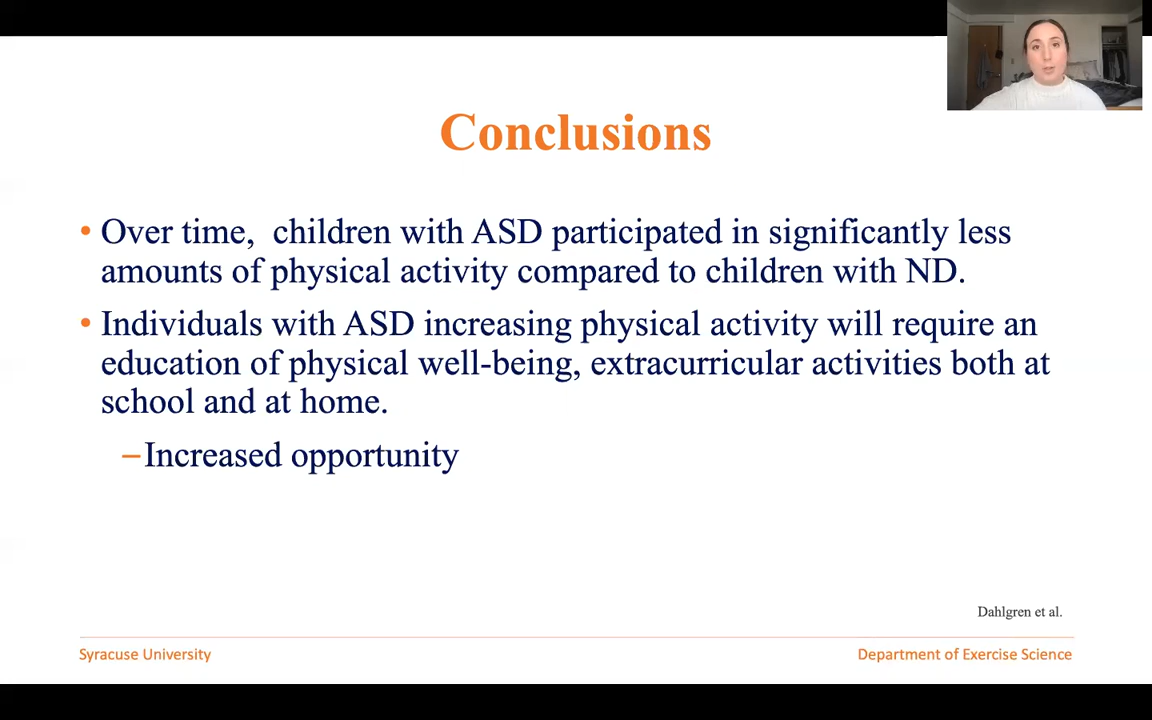 Conclusions
• Over time,  children with ASD participated in significantly less
amounts of physical activity compared to children with ND.
• Individuals with ASD increasing physical activity will require an
education of physical well-being, extracurricular activities both at
school and at home.
–Increased opportunity
Dahlgren et al.
Syracuse University
Department of Exercise Science